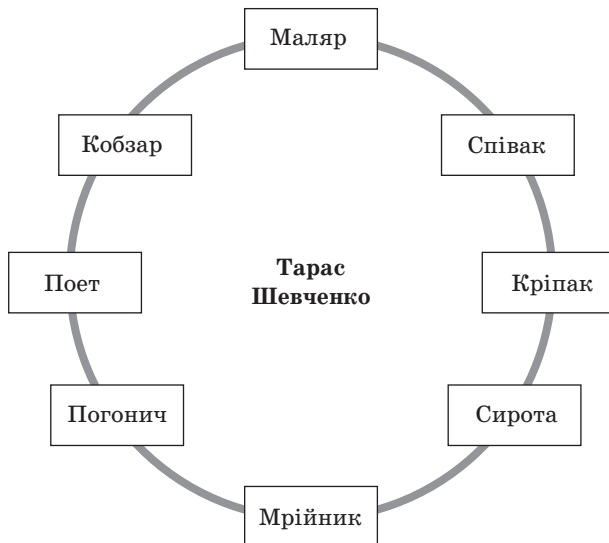 Маляр
Кобзар
Співак
Поет
Тарас
Шевченко
Кріпак
Погонич
Сирота
Мрійник